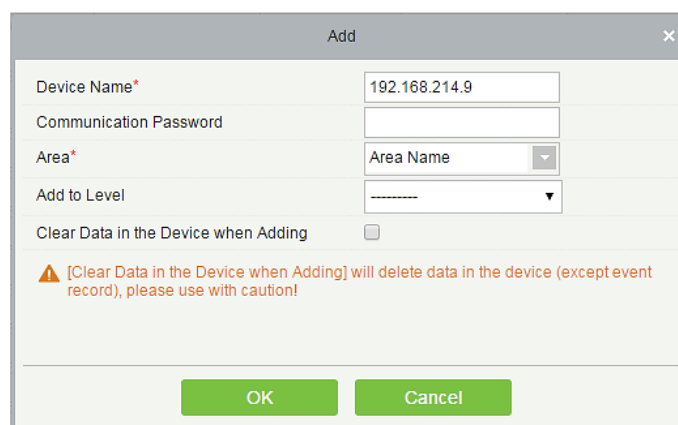 Add
Device Name* 192.168.214.9
Communication Password
Area* Area Name
Add to Level ---------
Clear Data in the Device when Adding
[Clear Data in the Device when Adding] will delete data in the device (except event
record), please use with caution!
OK Cancel